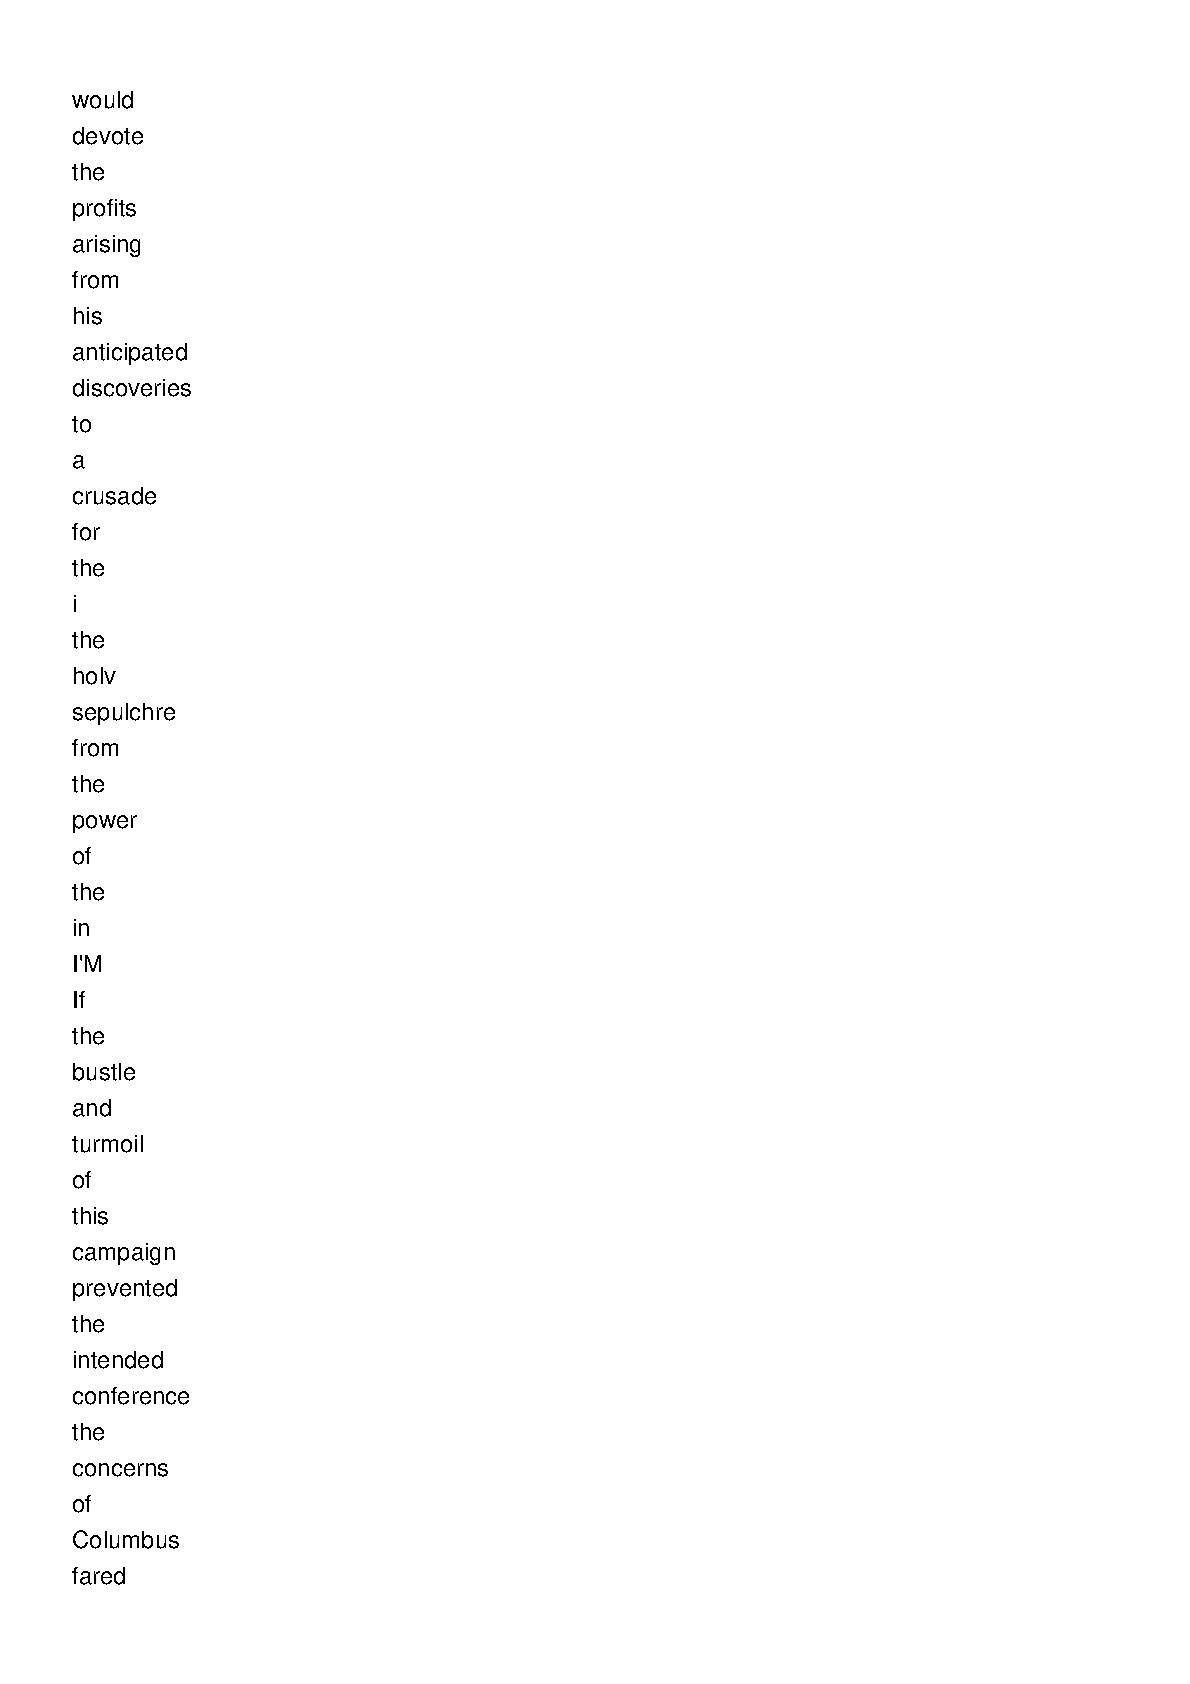 would
devote
the
profits
arising
from
his
anticipated
discoveries
to
a
crusade
for
the
i
the
holv
sepulchre
from
the
power
of
the
in
I'M
If
the
bustle
and
turmoil
of
this
campaign
prevented
the
intended
conference
the
concerns
of
Columbus
fared